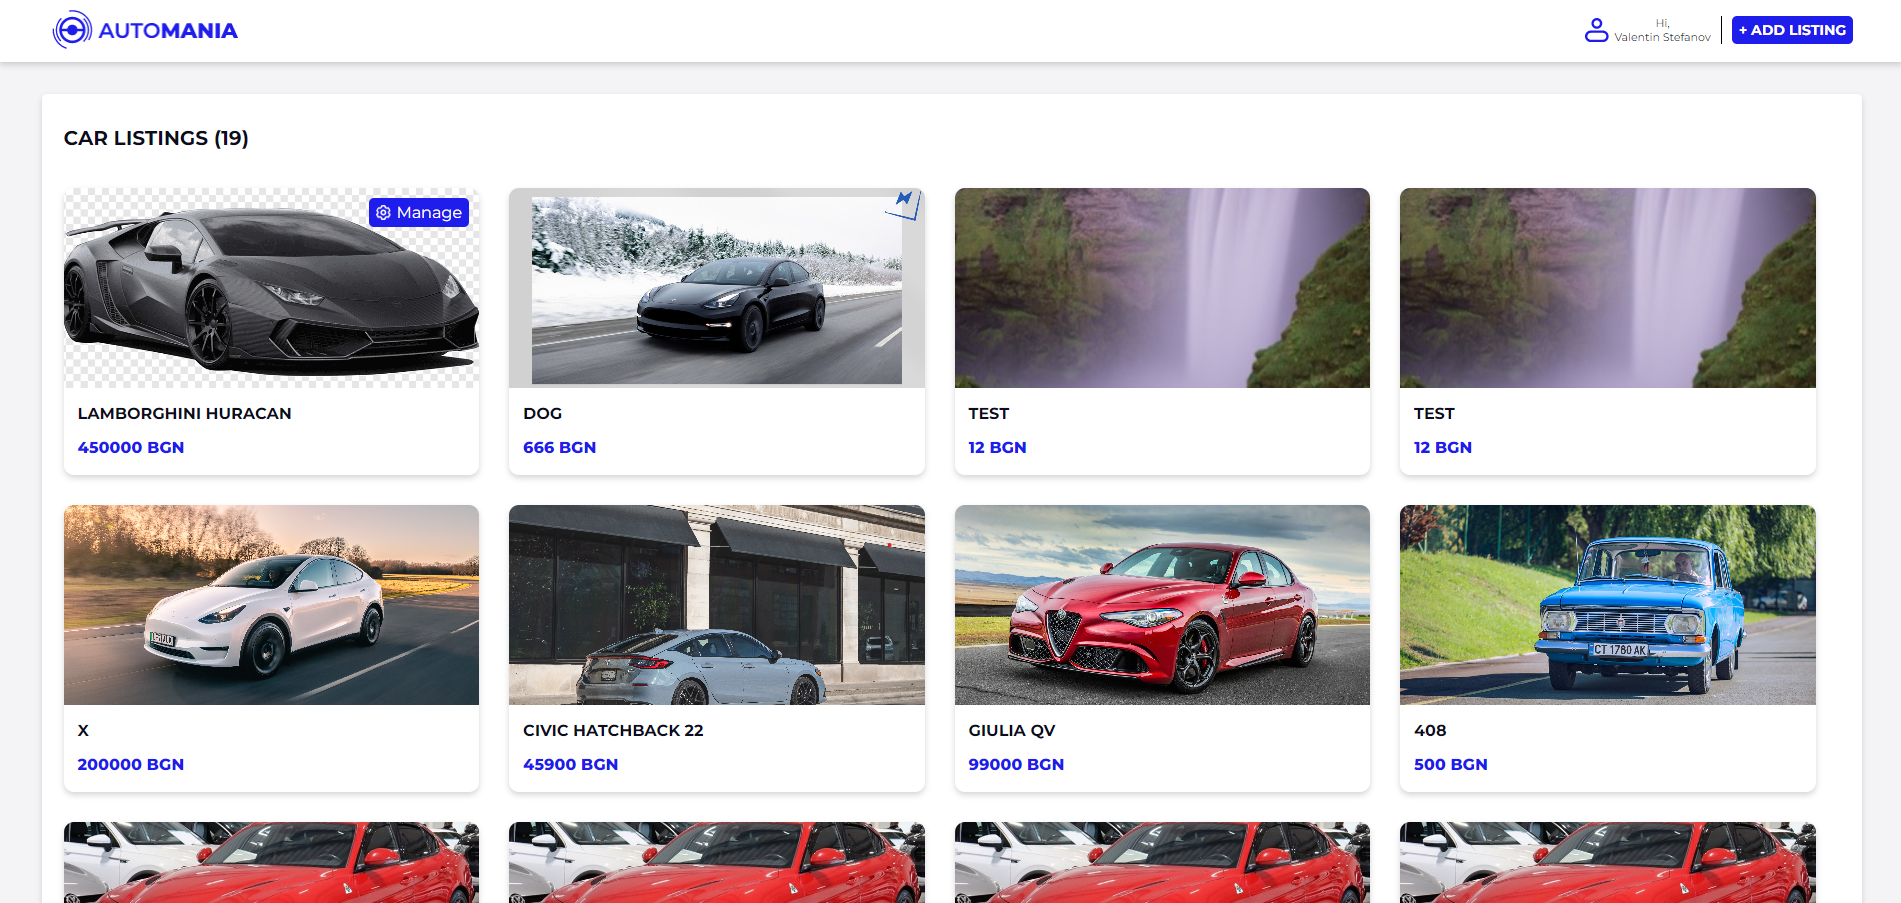 AUTOMANIA
Hi,
Valentin Stefanov
+ ADD LISTING
CAR LISTINGS (19)
Manage
LAMBORGHINI HURACAN
450000 BGN
DOG
666 BGN
TEST
12 BGN
TEST
12 BGN
X
200000 BGN
CIVIC HATCHBACK 22
45900 BGN
GIULIA QV
99000 BGN
CT 1760 AK
408
500 BGN